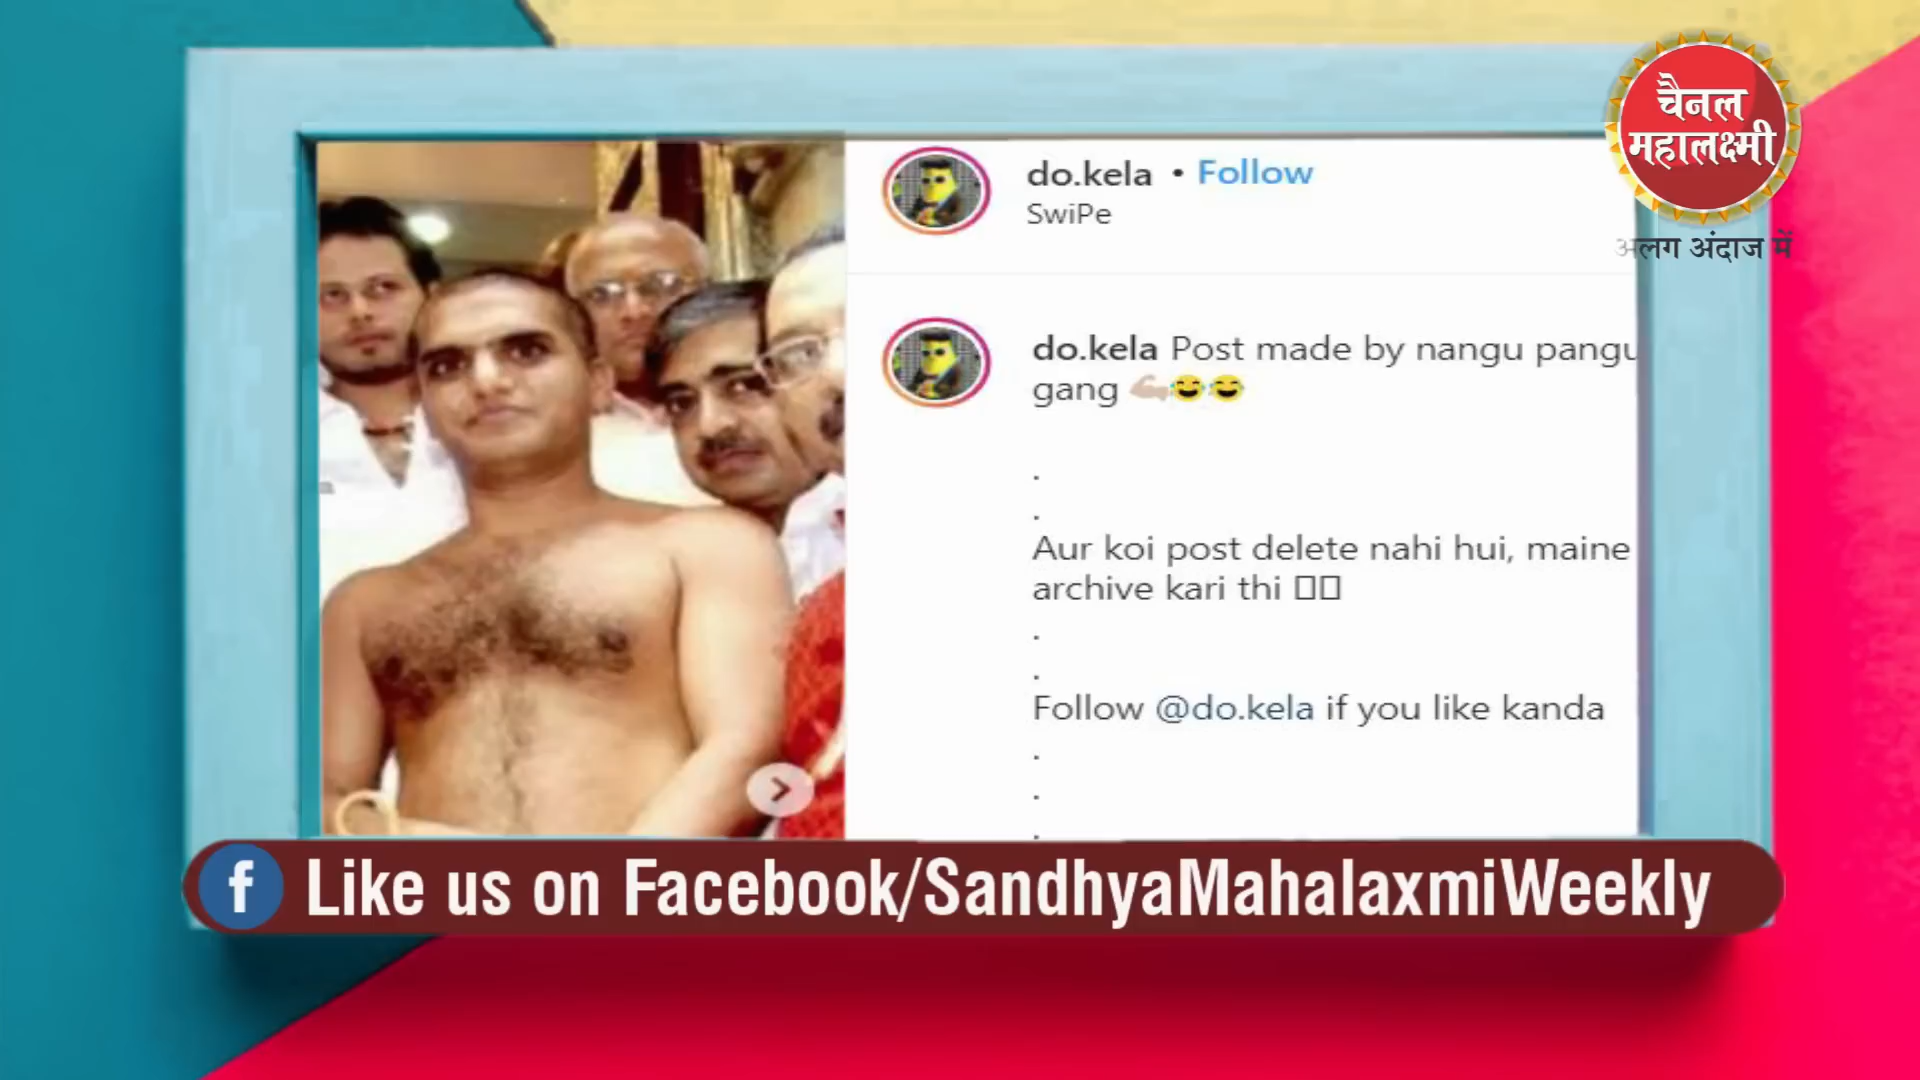 चैनल
महालक्ष्मी
अलग अंदाज में
do.kela • Follow
SwiPe
do.kela Post made by nangu pangu
gang 💪🏻😂😂
.
.
Aur koi post delete nahi hui, maine
archive kari thi □□
.
.
Follow @do.kela if you like kanda
.
.
.
f Like us on Facebook/SandhyaMahalaxmiWeekly